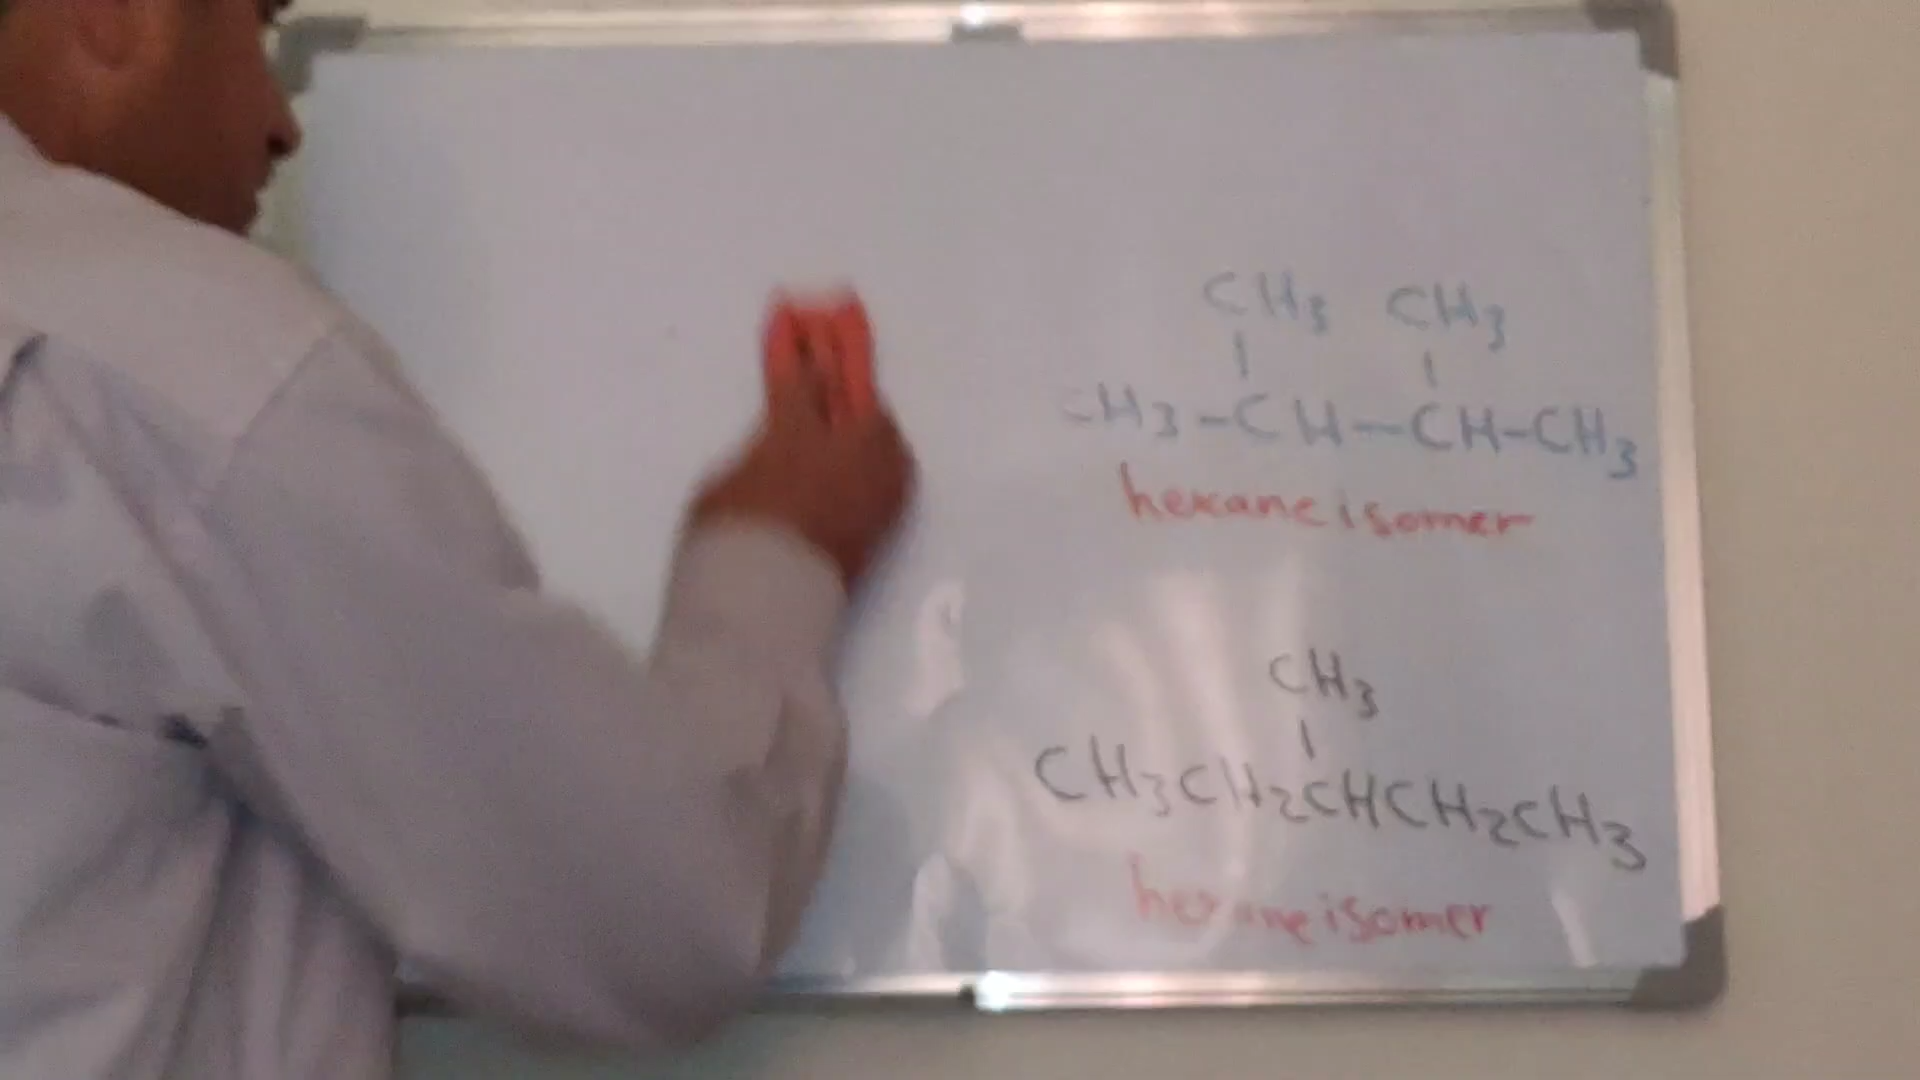 CH3 CH3
CH3-CH-CH-CH3
hexane isomer
CH3
CH3CH2CHCH2CH3
hexane isomer